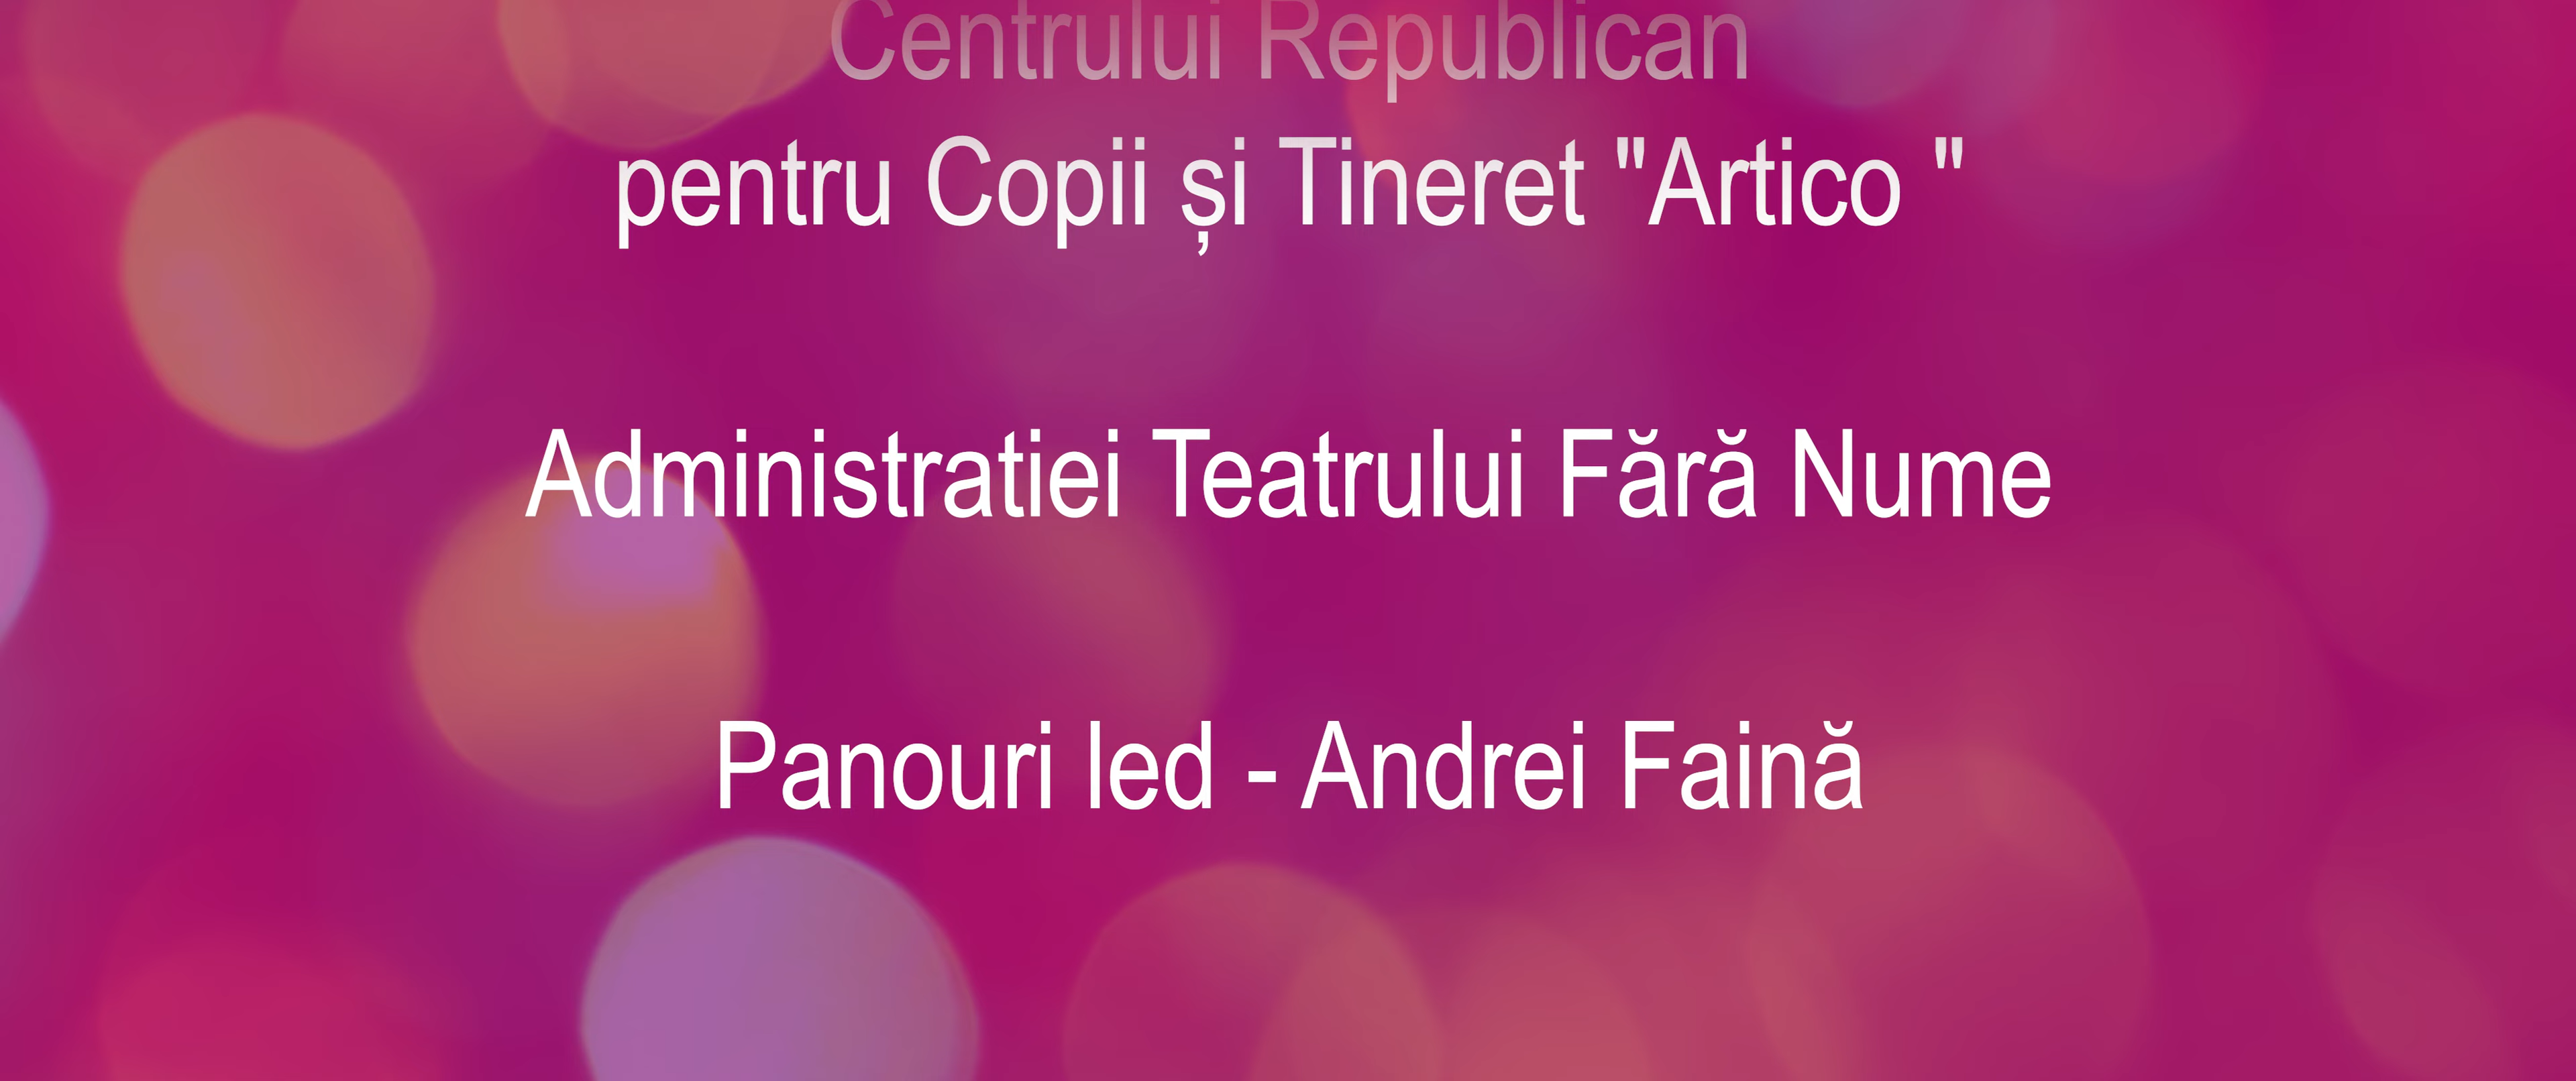 Centrului Republican
pentru Copii și Tineret "Artico "
Administratiei Teatrului Fără Nume
Panouri led - Andrei Faină